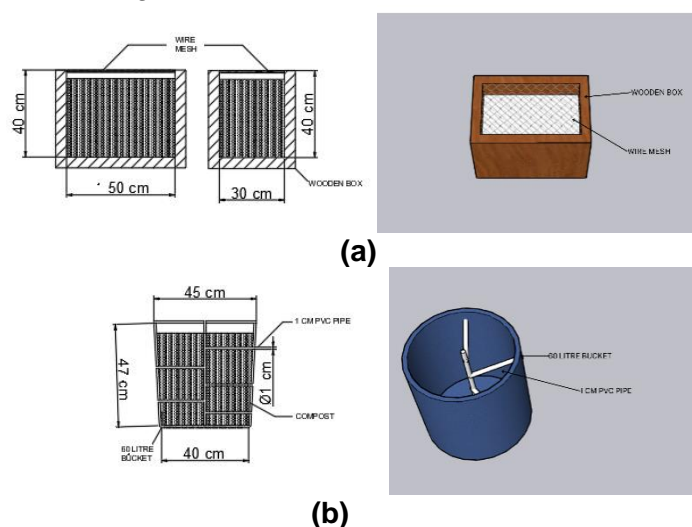 WIRE
MESH
40 cm
40 cm
50 cm
30 cm
WOODEN BOX
WOODEN BOX
WIRE MESH
(a)
45 cm
1 CM PVC PIPE
47 cm
Ø1 cm
COMPOST
60 LITRE
BUCKET
40 cm
60 LITRE BUCKET
1 CM PVC PIPE
(b)